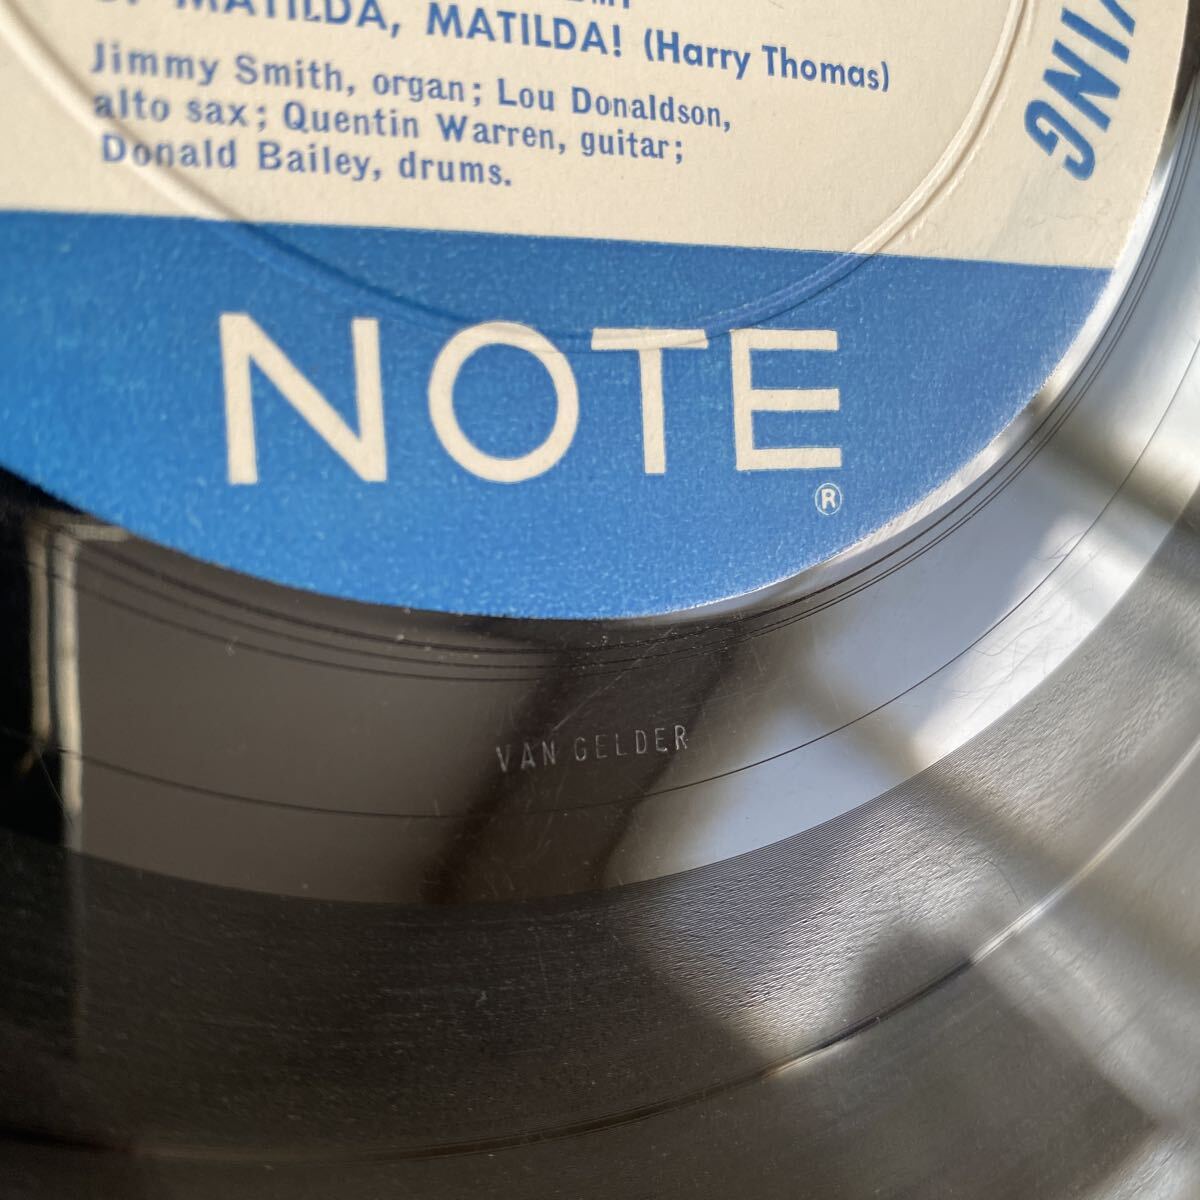 MATILDA, MATILDA! (Harry Thomas)
Jimmy Smith, organ; Lou Donaldson,
alto sax; Quentin Warren, guitar;
Donald Bailey, drums.
NOTE
®
VAN GELDER